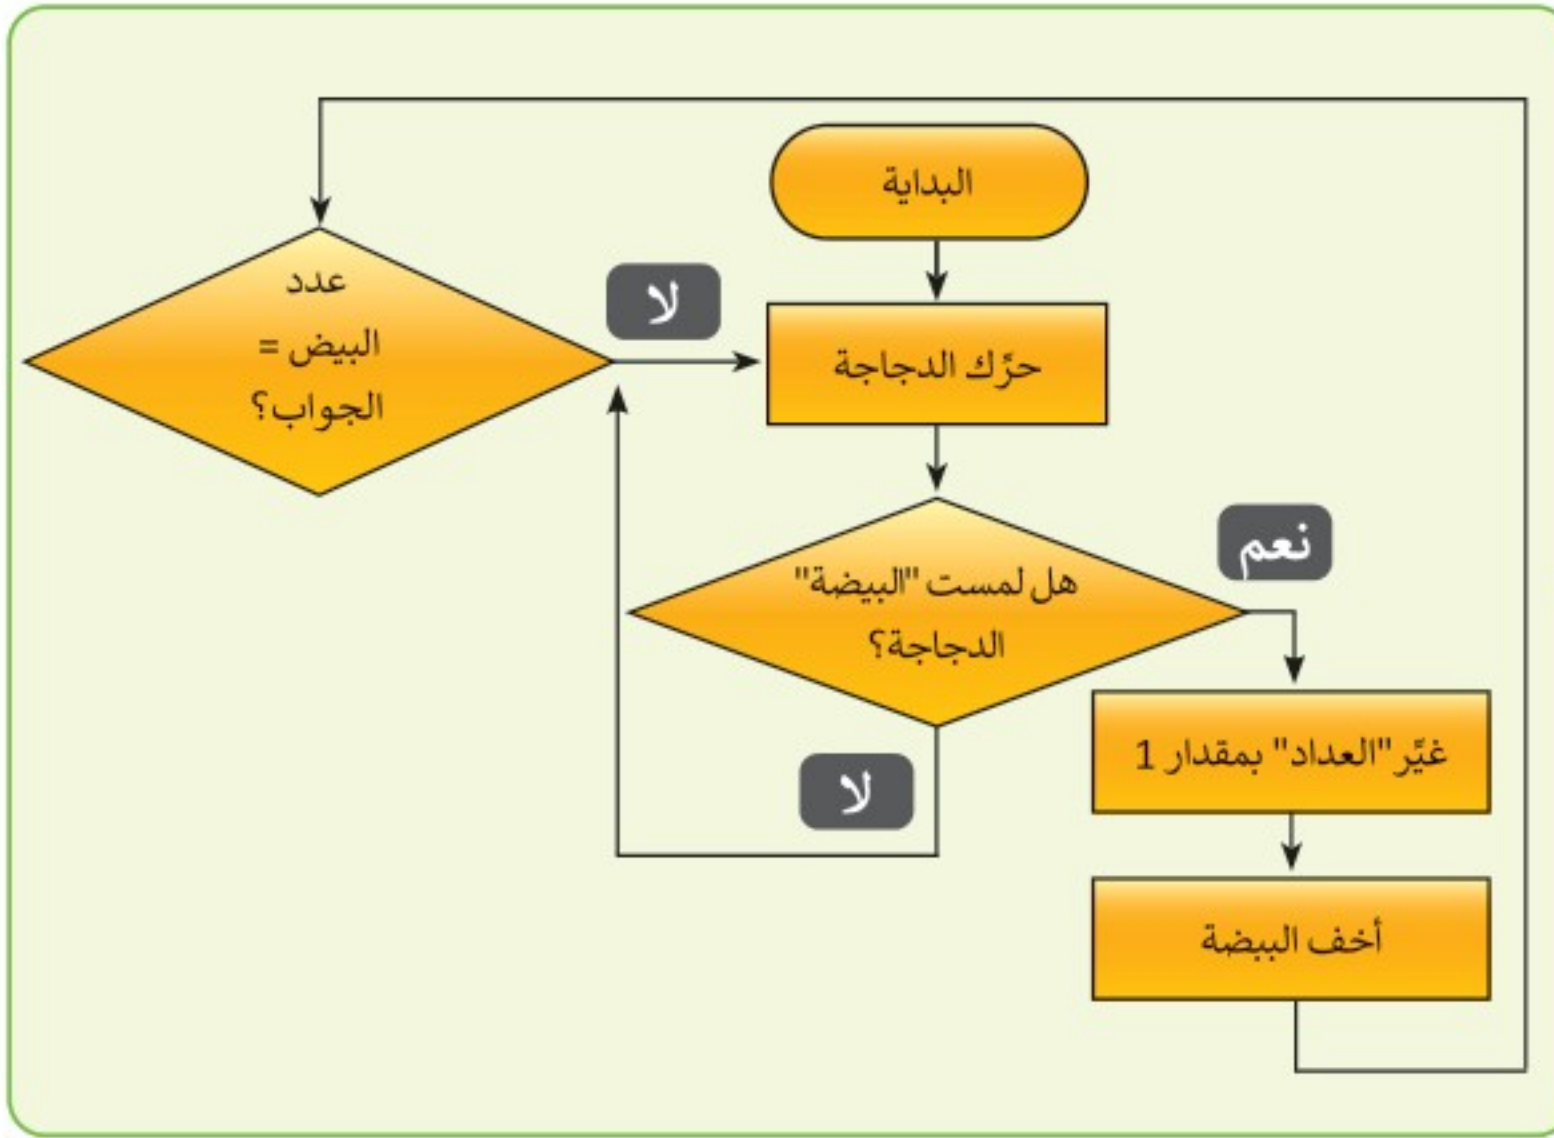 البداية
حرِّك الدجاجة
هل لمست "البيضة"
الدجاجة؟
نعم
غيِّر "العداد" بمقدار 1
أخف البيضة
لا
عدد
البيض =
الجواب؟
لا